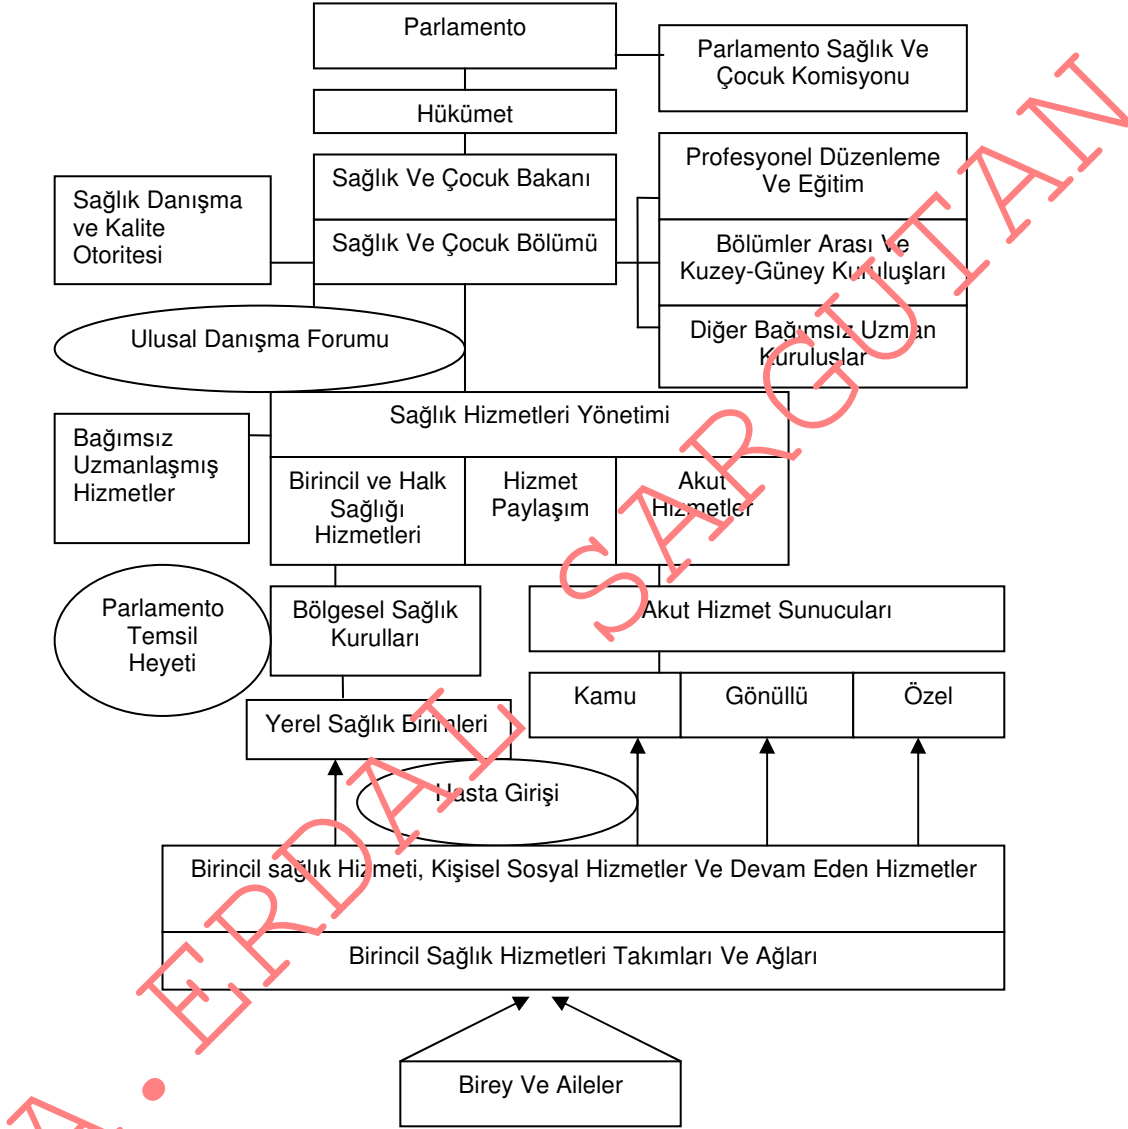 Parlamento
Parlamento Sağlık Ve
Çocuk Komisyonu
Hükümet
Sağlık Ve Çocuk Bakanı
Profesyonel Düzenleme
Ve Eğitim
Sağlık Danışma
ve Kalite
Otoritesi
Sağlık Ve Çocuk Bölümü
Bölümler Arası Ve
Kuzey-Güney Kuruluşları
Ulusal Danışma Forumu
Diğer Bağımsız Uzman
Kuruluşlar
Sağlık Hizmetleri Yönetimi
Bağımsız
Uzmanlaşmış
Hizmetler
Birincil ve Halk
Sağlığı
Hizmetleri
Hizmet
Paylaşım
Akut
Hizmetler
Parlamento
Temsil
Heyeti
Bölgesel Sağlık
Kurulları
Akut Hizmet Sunucuları
Kamu
Gönüllü
Özel
Yerel Sağlık Birimleri
Hasta Girişi
Birincil sağlık Hizmeti, Kişisel Sosyal Hizmetler Ve Devam Eden Hizmetler
Birincil Sağlık Hizmetleri Takımları Ve Ağları
Birey Ve Aileler
A. ERDAL SARGUTAN